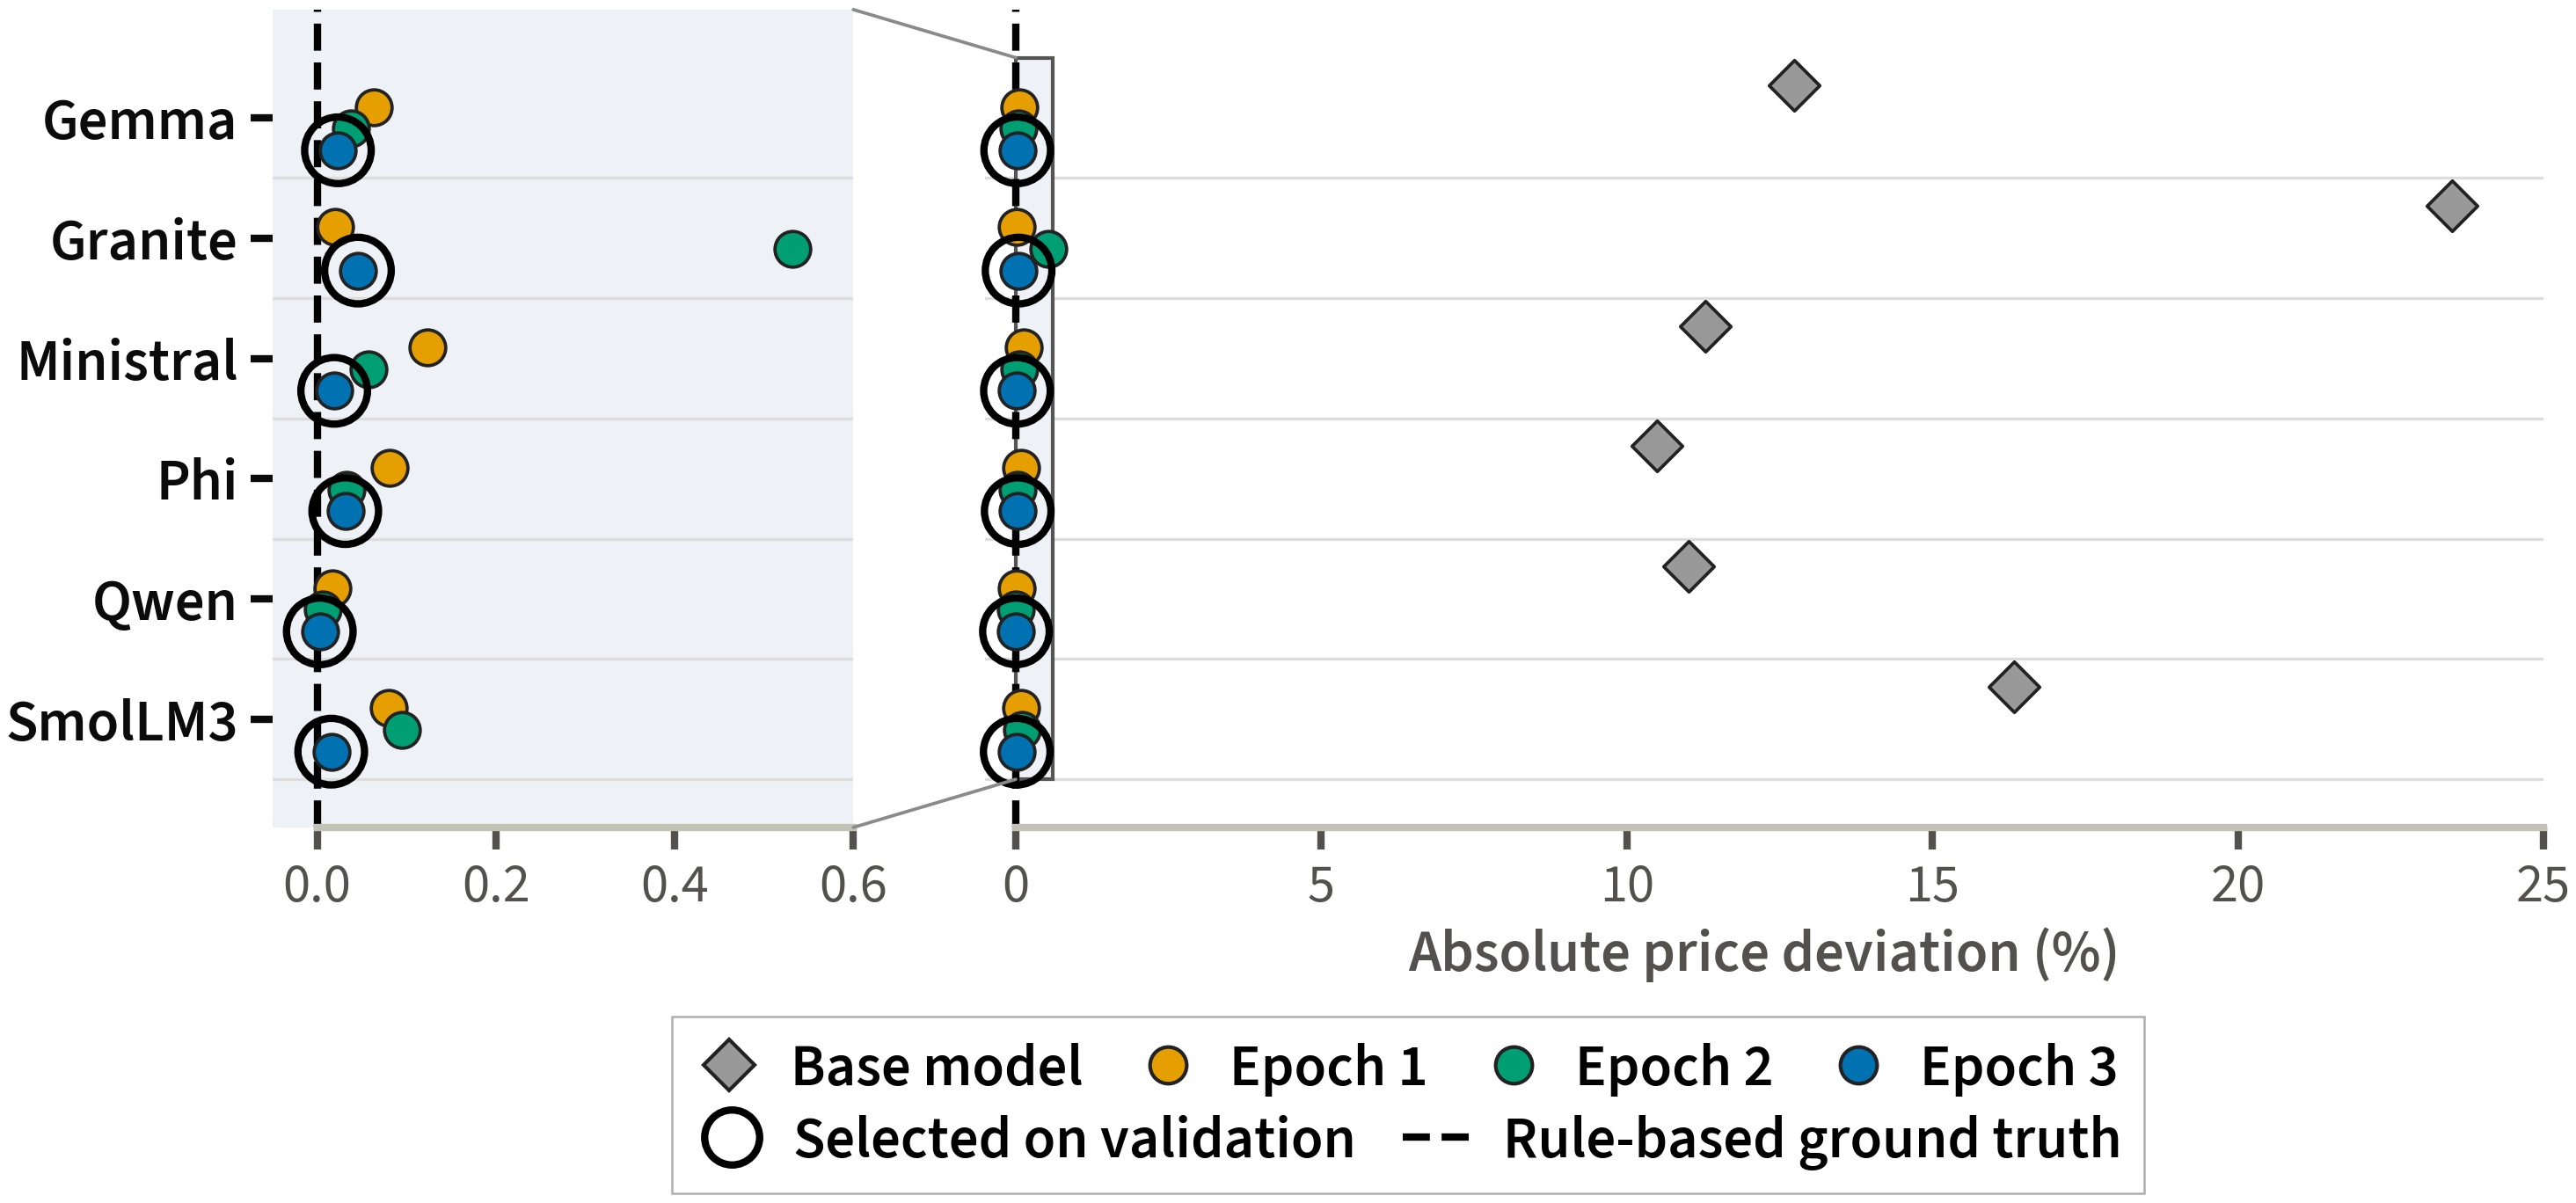 Gemma
Granite
Ministral
Phi
Qwen
SmolLM3
0.0 0.2 0.4 0.6 0 5 10 15 20 25
Absolute price deviation (%)
Base model Epoch 1 Epoch 2 Epoch 3
Selected on validation Rule-based ground truth